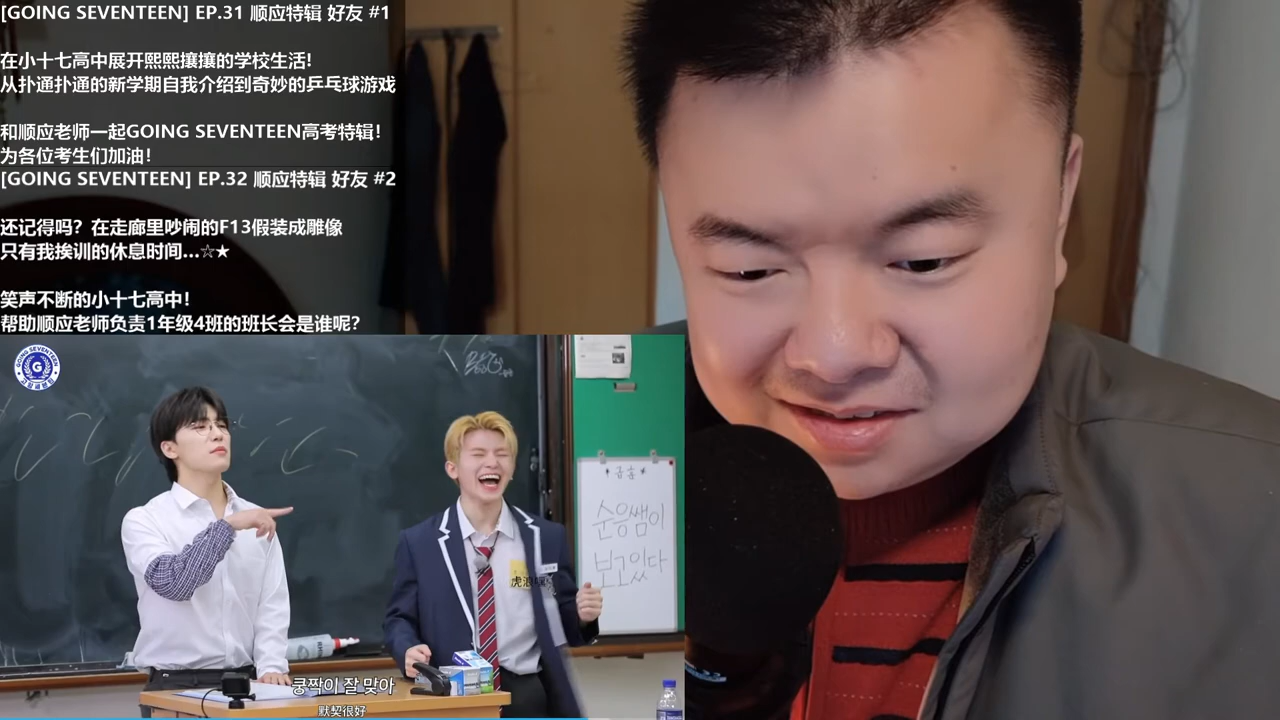 [GOING SEVENTEEN] EP.31 顺应特辑 好友 #1
在小十七高中展开熙熙攘攘的学校生活!
从扑通扑通的新学期自我介绍到奇妙的乒乓球游戏
和顺应老师一起GOING SEVENTEEN高考特辑!
为各位考生们加油!
[GOING SEVENTEEN] EP.32 顺应特辑 好友 #2
还记得吗? 在走廊里吵闹的F13假装成雕像
只有我挨训的休息时间...☆★
笑声不断的小十七高中!
帮助顺应老师负责1年级4班的班长会是谁呢?
GOING SEVENTEEN
G
* 급훈 *
순응쌤이
보고있다
쿵짝이 잘 맞아
默契很好